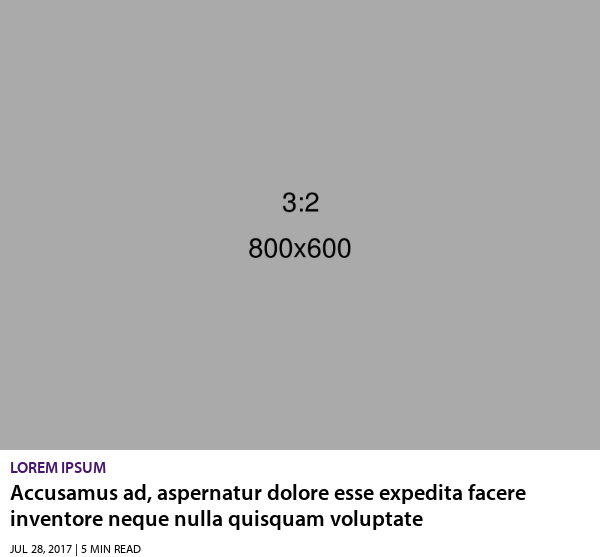 3:2
800x600
LOREM IPSUM
Accusamus ad, aspernatur dolore esse expedita facere
inventore neque nulla quisquam voluptate
JUL 28, 2017 | 5 MIN READ